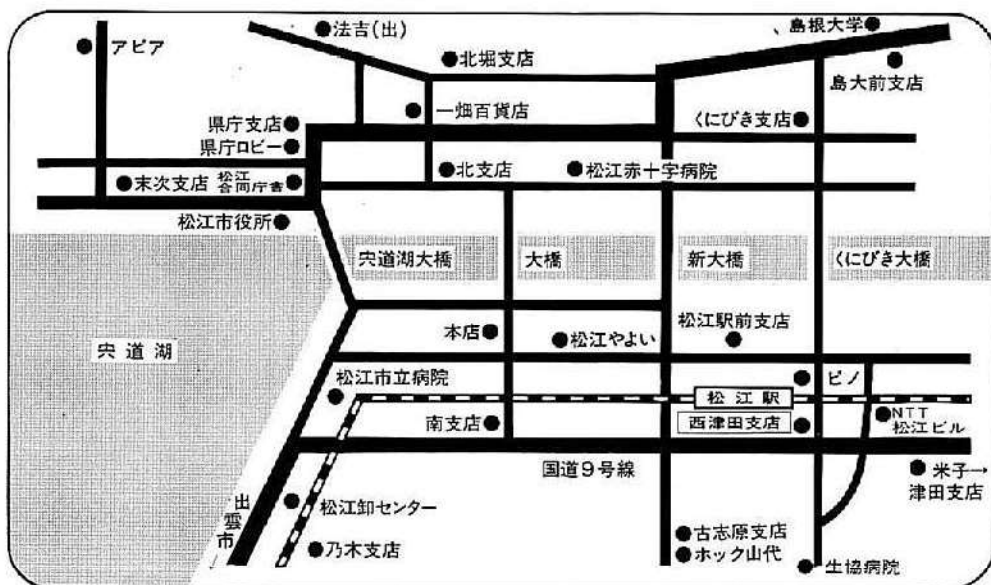 法吉(出)
、島根大学
アピア
北堀支店
島大前支店
一畑百貨店
くにびき支店
県庁支店
県庁ロビー
北支店
松江赤十字病院
末次支店
松江
合同庁舎
松江市役所
宍道湖大橋
大橋
新大橋
くにびき大橋
本店
松江やよい
松江駅前支店
宍道湖
松江市立病院
ピノ
松江駅
南支店
西津田支店
NTT
松江ビル
国道9号線
米子→
津田支店
出雲市
松江卸センター
古志原支店
乃木支店
ホック山代
生協病院